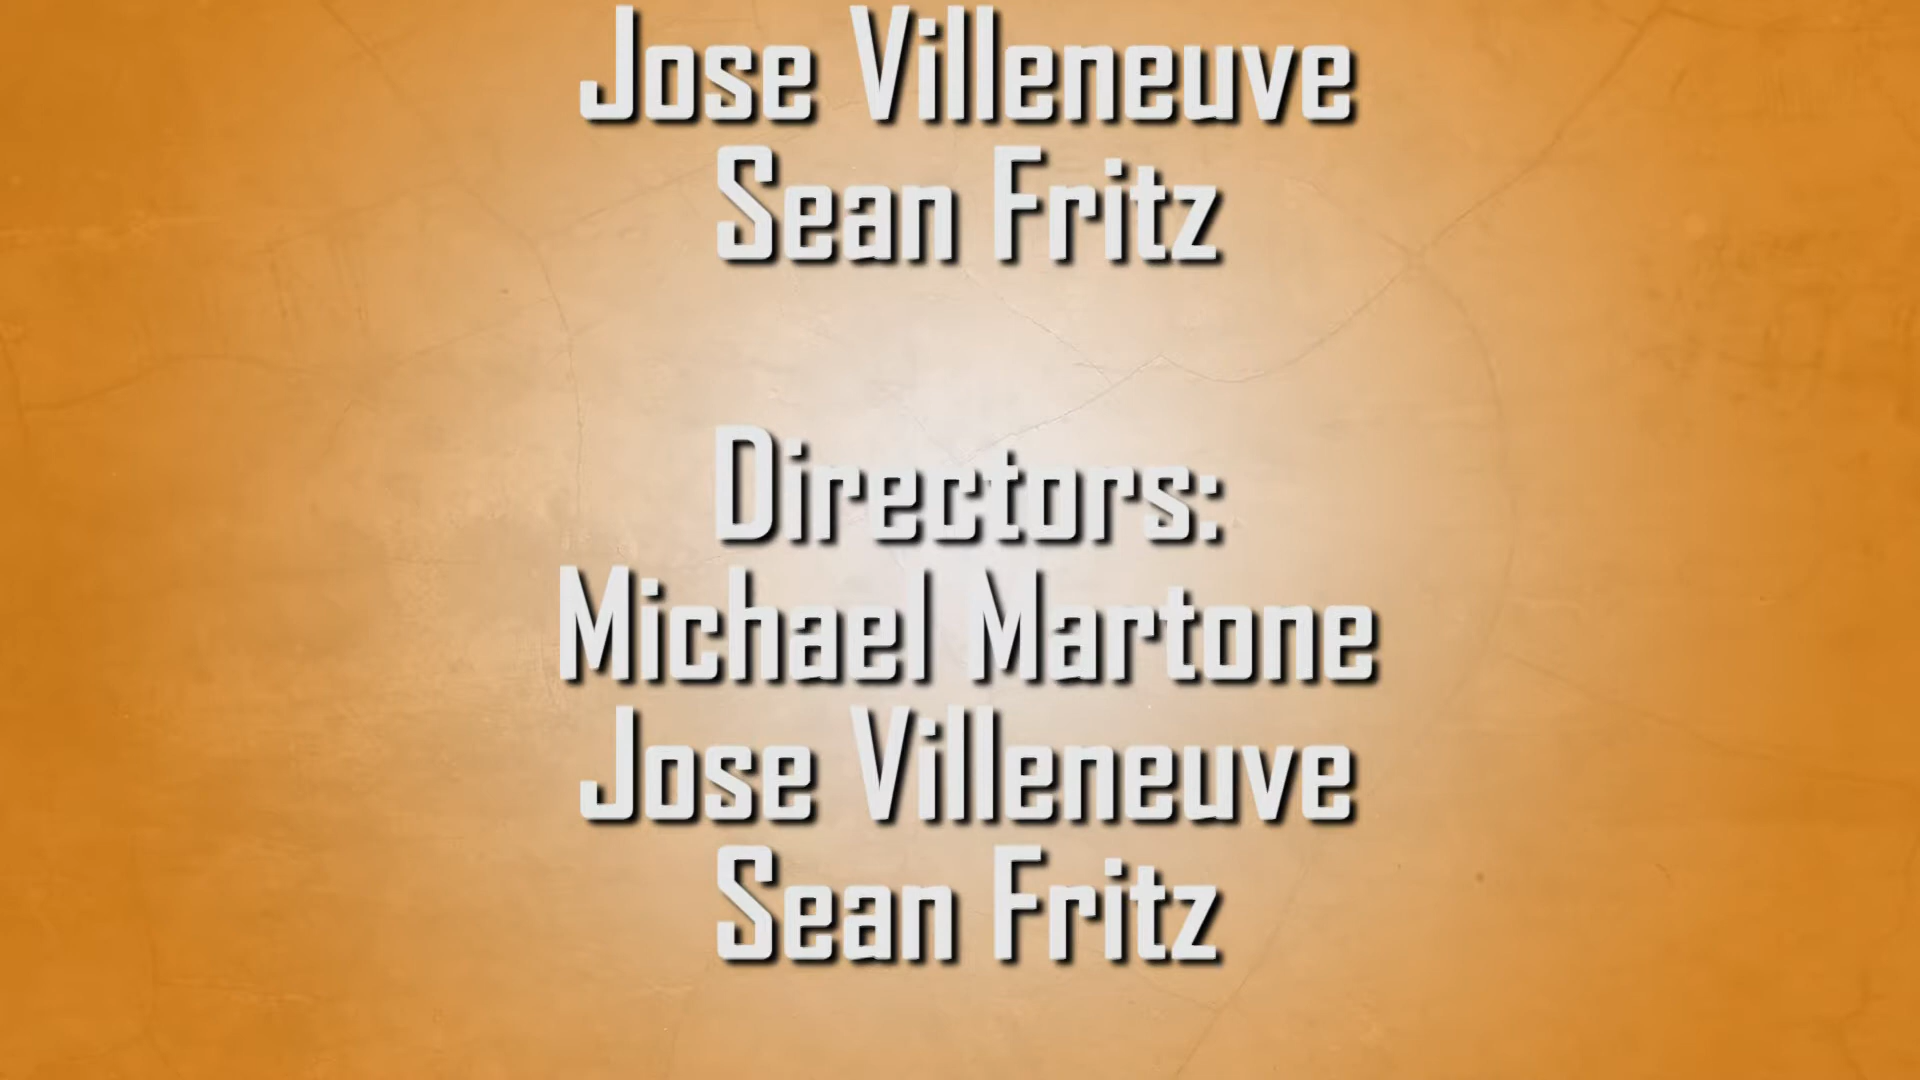 Jose Villeneuve
Sean Fritz
Directors:
Michael Martone
Jose Villeneuve
Sean Fritz